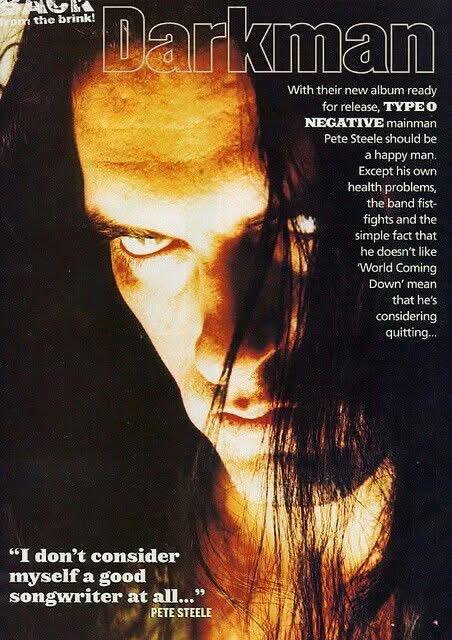 BACK
from the brink!
Darkman
With their new album ready
for release, TYPE O
NEGATIVE mainman
Pete Steele should be
a happy man.
Except his own
health problems,
the band fist-
fights and the
simple fact that
he doesn't like
'World Coming
Down' mean
that he's
considering
quitting...
"I don't consider
myself a good
songwriter at all..."
PETE STEELE